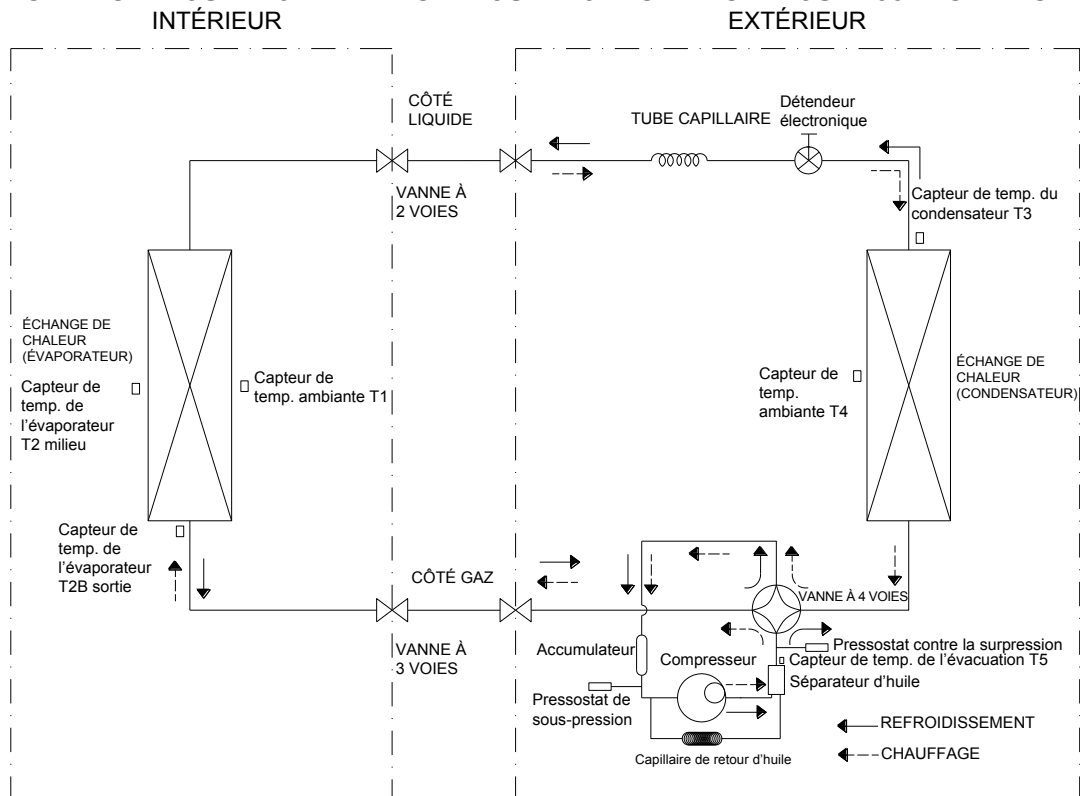 INTÉRIEUR
EXTÉRIEUR
CÔTÉ
LIQUIDE
TUBE CAPILLAIRE
Détendeur
électronique
VANNE À
2 VOIES
Capteur de temp. du
condensateur T3
ÉCHANGE DE
CHALEUR
(ÉVAPORATEUR)
Capteur de
temp. de
l’évaporateur
T2 milieu
Capteur de
temp. ambiante T1
Capteur de
temp.
ambiante T4
ÉCHANGE DE
CHALEUR
(CONDENSATEUR)
Capteur de
temp. de
l’évaporateur
T2B sortie
CÔTÉ GAZ
VANNE À 4 VOIES
VANNE À
3 VOIES
Accumulateur
Compresseur
Pressostat contre la surpression
Capteur de temp. de l’évacuation T5
Séparateur d’huile
Pressostat de
sous-pression
Capillaire de retour d’huile
REFROIDISSEMENT
CHAUFFAGE